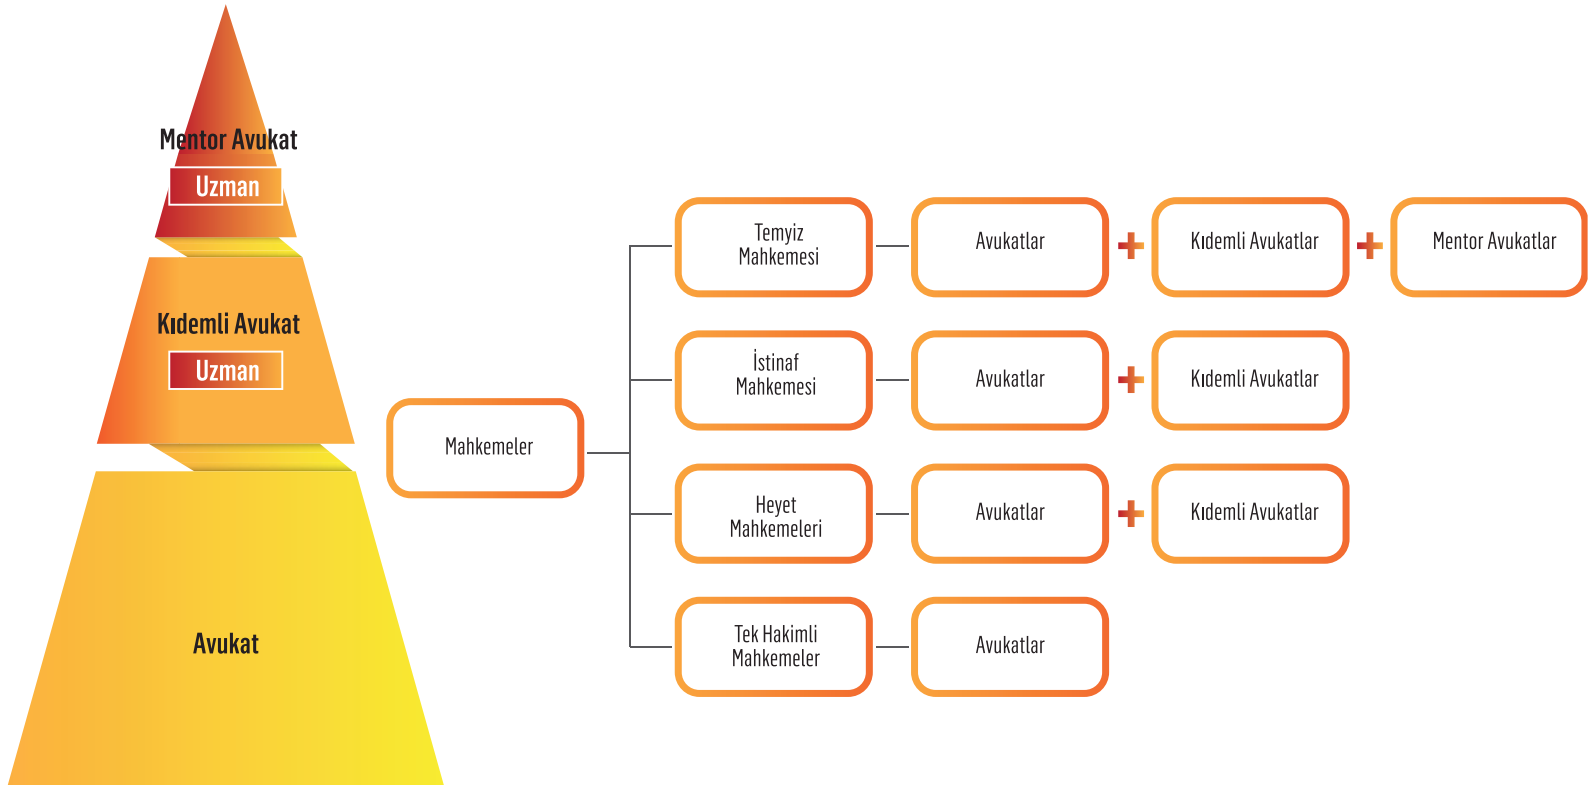 Mentor Avukat
Uzman
Kıdemli Avukat
Uzman
Avukat
Mahkemeler
Temyiz
Mahkemesi
Avukatlar
+
Kıdemli Avukatlar
+
Mentor Avukatlar
İstinaf
Mahkemesi
Avukatlar
+
Kıdemli Avukatlar
Heyet
Mahkemeleri
Avukatlar
+
Kıdemli Avukatlar
Tek Hakimli
Mahkemeler
Avukatlar